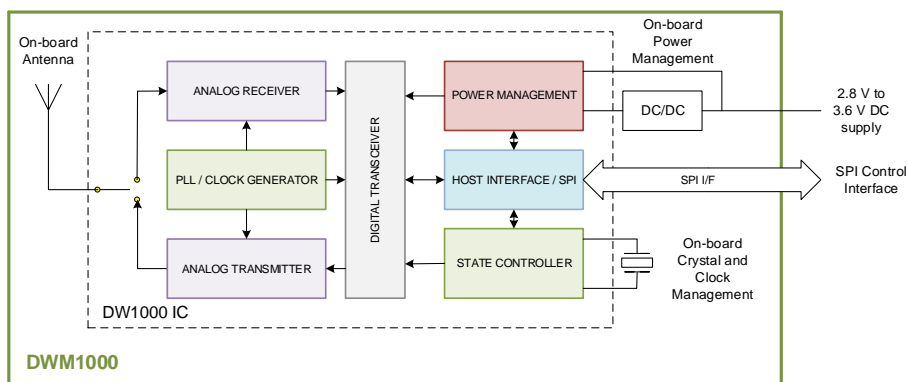 On-board
Antenna
ANALOG RECEIVER
PLL / CLOCK GENERATOR
ANALOG TRANSMITTER
DIGITAL TRANSCEIVER
POWER MANAGEMENT
HOST INTERFACE / SPI
STATE CONTROLLER
On-board
Power
Management
DC/DC
2.8 V to
3.6 V DC
supply
SPI I/F
SPI Control
Interface
On-board
Crystal and
Clock
Management
DW1000 IC
DWM1000